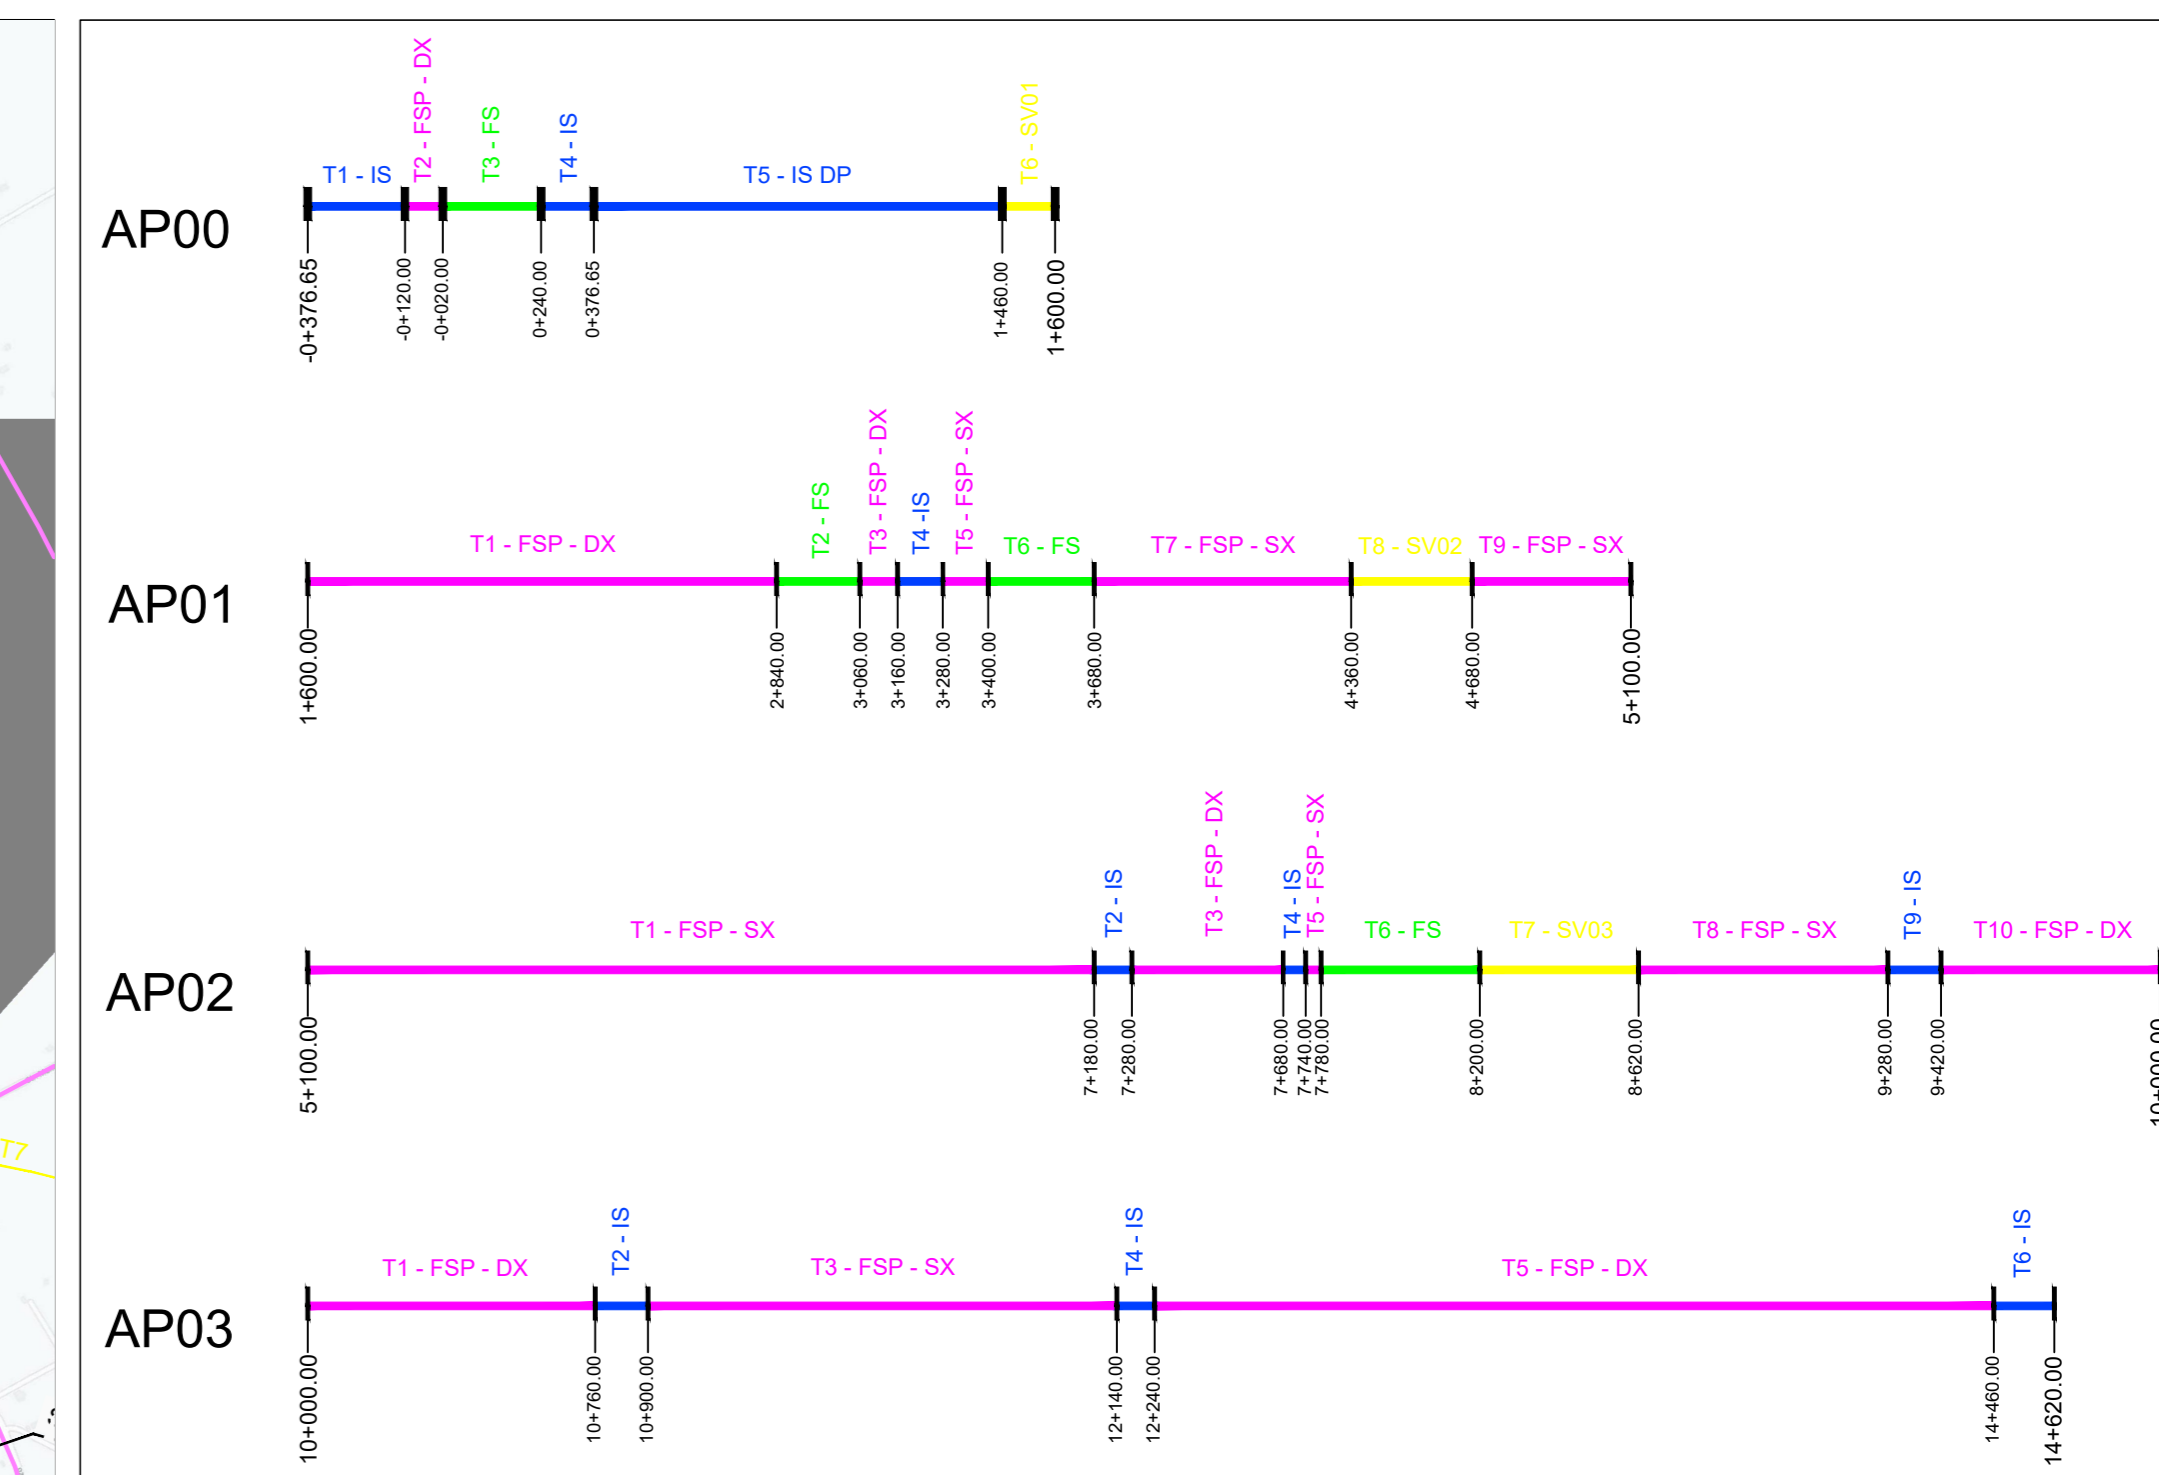 AP00
T1 - IS
T2 - FSP - DX
T3 - FS
T4 - IS
T5 - IS DP
T6 - SV01
-0+376.65
-0+120.00
-0+020.00
0+240.00
0+376.65
1+460.00
1+600.00
AP01
T1 - FSP - DX
T2 - FS
T3 - FSP - DX
T4 -IS
T5 - FSP - SX
T6 - FS
T7 - FSP - SX
T8 - SV02
T9 - FSP - SX
1+600.00
2+840.00
3+060.00
3+160.00
3+280.00
3+400.00
3+680.00
4+360.00
4+680.00
5+100.00
AP02
T1 - FSP - SX
T2 - IS
T3 - FSP - DX
T4 - IS
T5 - FSP - SX
T6 - FS
T7 - SV03
T8 - FSP - SX
T9 - IS
T10 - FSP - DX
5+100.00
7+180.00
7+280.00
7+680.00
7+740.00
7+780.00
8+200.00
8+620.00
9+280.00
9+420.00
T7
AP03
T1 - FSP - DX
T2 - IS
T3 - FSP - SX
T4 - IS
T5 - FSP - DX
T6 - IS
10+000.00
10+760.00
10+900.00
12+140.00
12+240.00
14+460.00
14+620.00